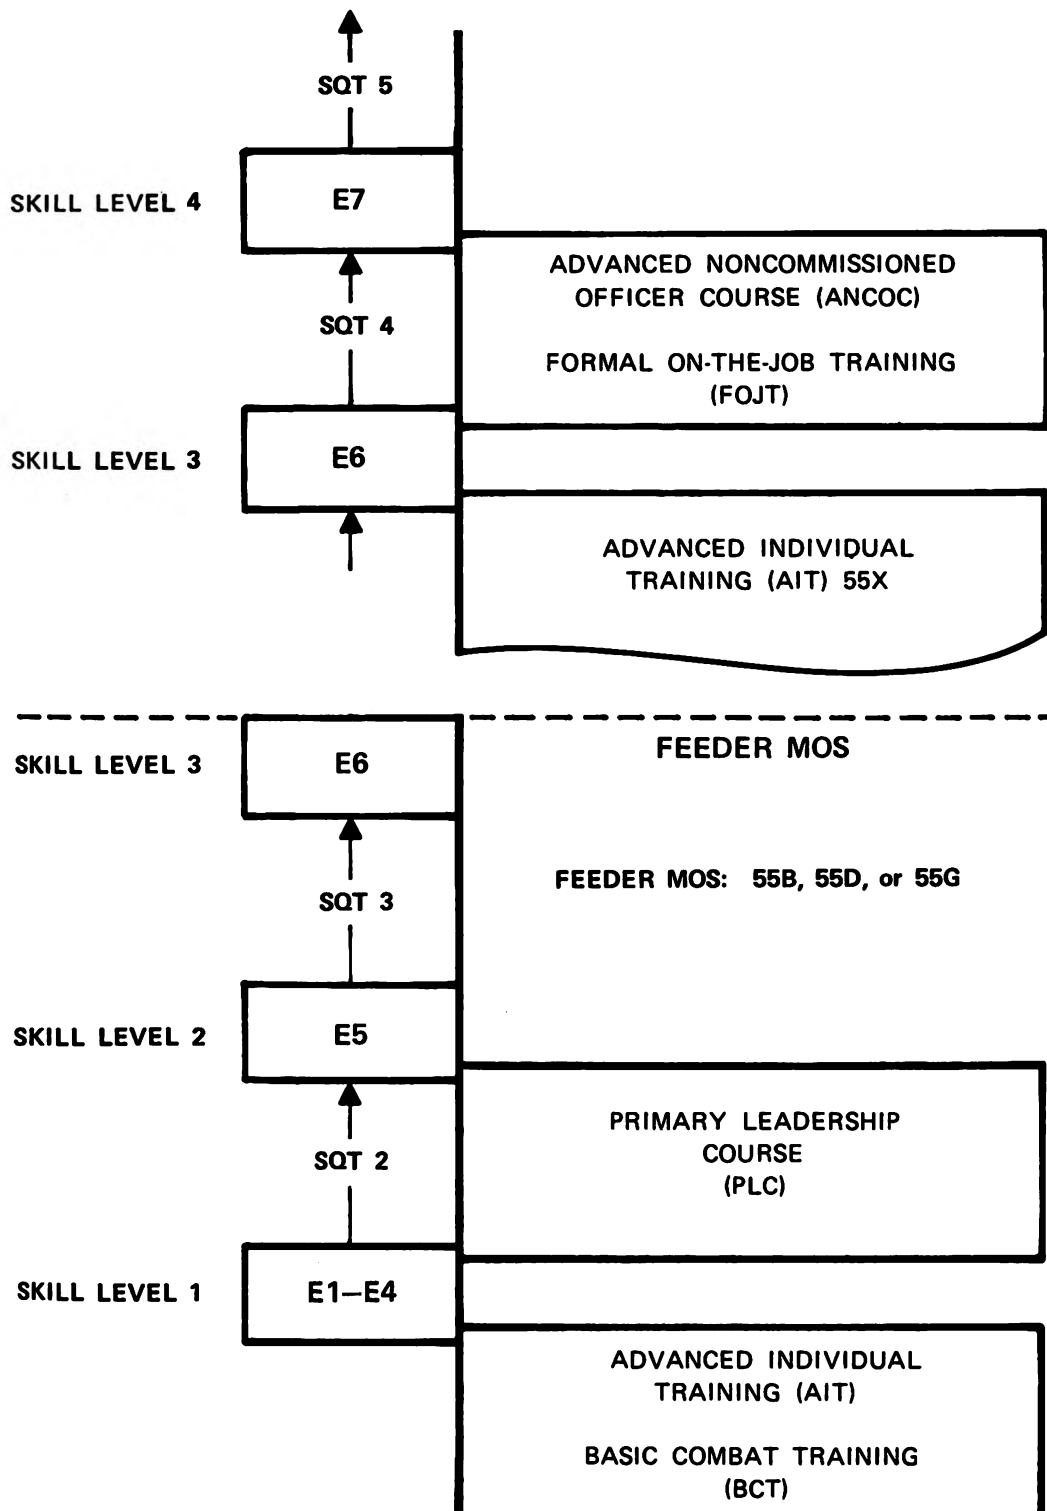 SQT 5
SKILL LEVEL 4
E7
ADVANCED NONCOMMISSIONED
OFFICER COURSE (ANCOC)
SQT 4
FORMAL ON-THE-JOB TRAINING
(FOJT)
SKILL LEVEL 3
E6
ADVANCED INDIVIDUAL
TRAINING (AIT) 55X
SKILL LEVEL 3
E6
FEEDER MOS
FEEDER MOS: 55B, 55D, or 55G
SQT 3
SKILL LEVEL 2
E5
PRIMARY LEADERSHIP
COURSE
(PLC)
SQT 2
SKILL LEVEL 1
E1–E4
ADVANCED INDIVIDUAL
TRAINING (AIT)
BASIC COMBAT TRAINING
(BCT)